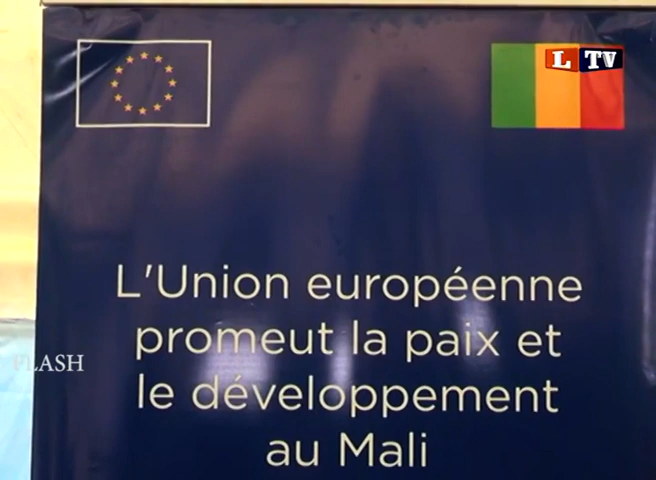 L TV
L'Union européenne
promeut la paix et
le développement
au Mali
FLASH